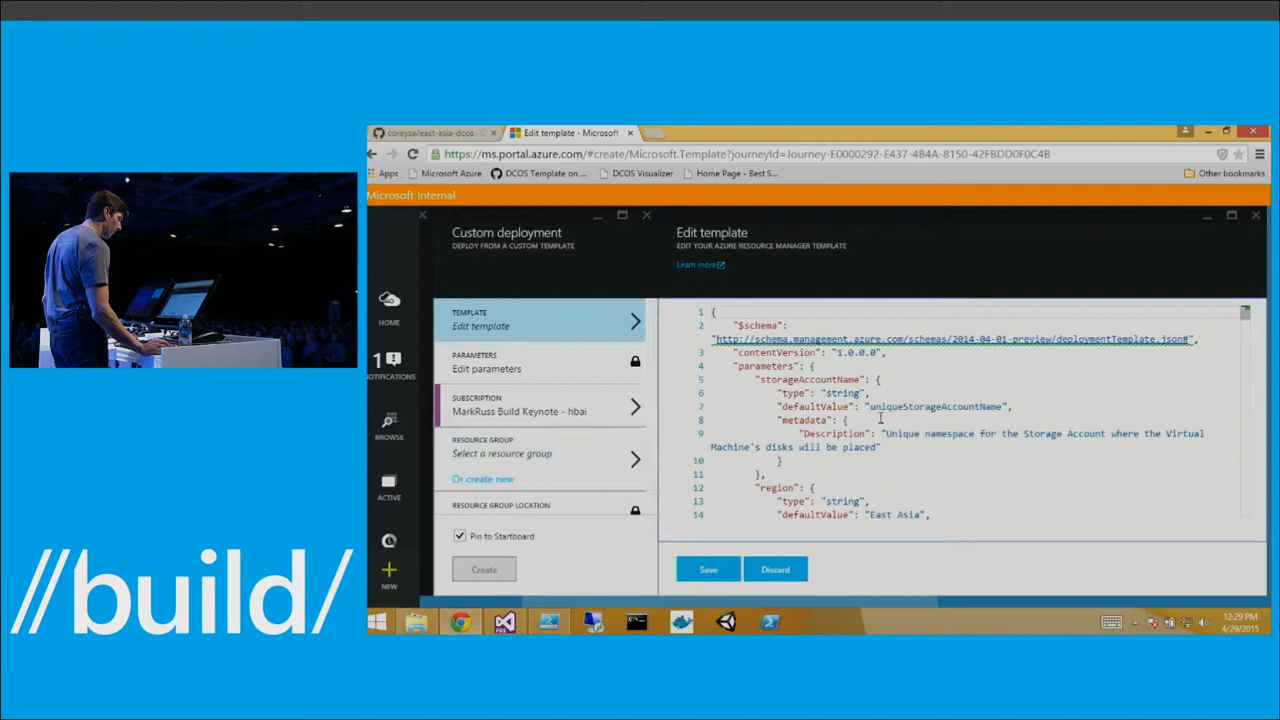 coreysa/east-asia-dcos - G
Edit template - Microsoft
https://ms.portal.azure.com/#create/Microsoft.Template?journeyId=Journey-E0000292-E437-4B4A-8150-42FBDD0F0C4B
Apps
Microsoft Azure
DCOS Template on ...
DCOS Visualizer
Home Page - Best S...
Other bookmarks
Microsoft Internal
HOME
1
NOTIFICATIONS
BROWSE
ACTIVE
NEW
Custom deployment
DEPLOY FROM A CUSTOM TEMPLATE
TEMPLATE
Edit template
PARAMETERS
Edit parameters
SUBSCRIPTION
MarkRuss Build Keynote - hbai
RESOURCE GROUP
Select a resource group
Or create new
RESOURCE GROUP LOCATION
Pin to Startboard
Create
Edit template
EDIT YOUR AZURE RESOURCE MANAGER TEMPLATE
Learn more
1 {
2 "$schema":
"http://schema.management.azure.com/schemas/2014-04-01-preview/deploymentTemplate.json#",
3 "contentVersion": "1.0.0.0",
4 "parameters": {
5 "storageAccountName": {
6 "type": "string",
7 "defaultValue": "uniqueStorageAccountName",
8 "metadata": {
9 "Description": "Unique namespace for the Storage Account where the Virtual
Machine's disks will be placed"
10 }
11 },
12 "region": {
13 "type": "string",
14 "defaultValue": "East Asia",
Save
Discard
12:29 PM
4/29/2015
//build/